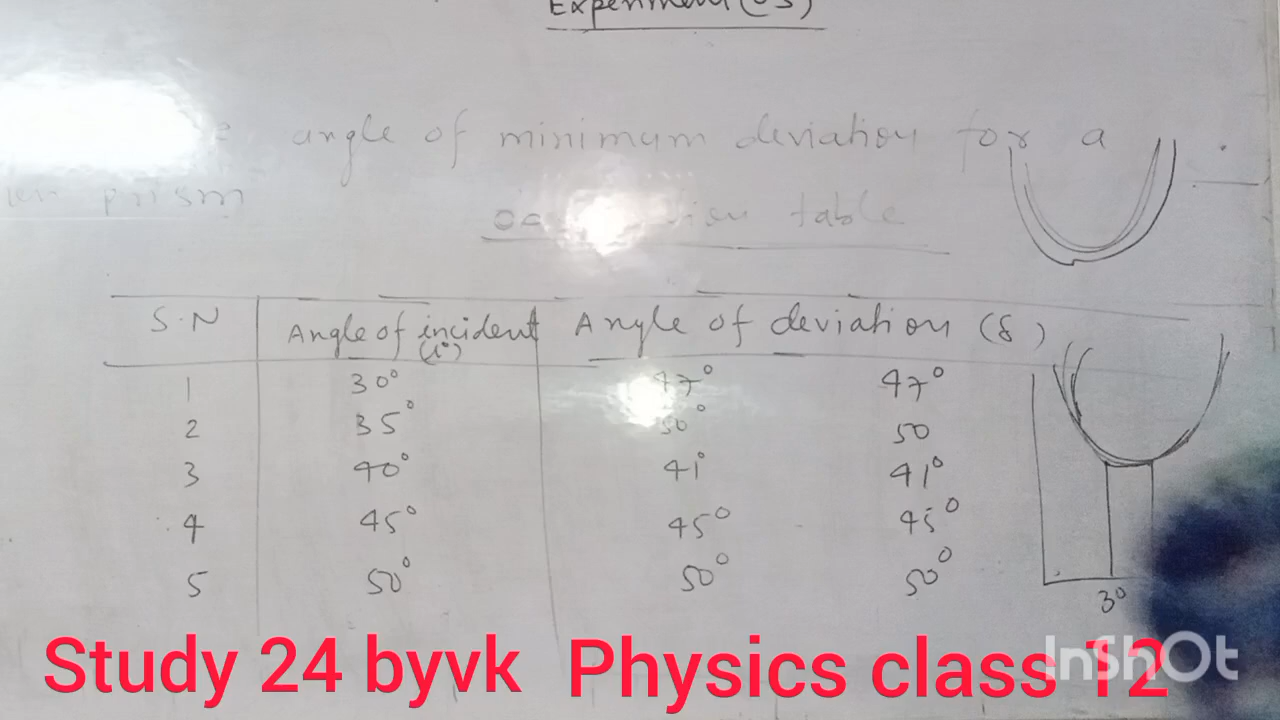 Experiment (03)
angle of minimum deviation for a
prism
table
S.N Angle of incident (i°) Angle of deviation (δ)
1 30° 47° 47°
2 35° 50° 50
3 40° 41° 41°
4 45° 45° 45°
5 50° 50° 50°
30
Study 24 byvk Physics class 12
InShOt